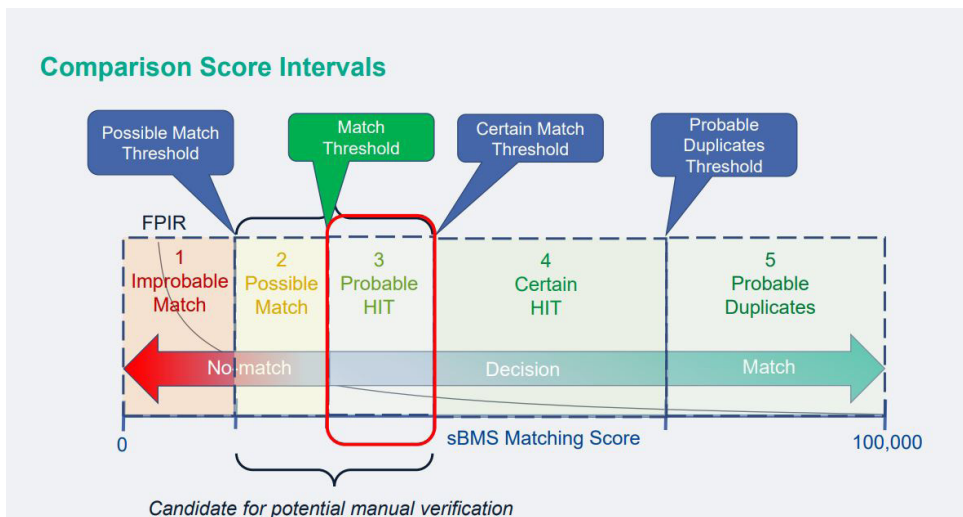 Comparison Score Intervals
Possible Match
Threshold
Match
Threshold
Certain Match
Threshold
Probable
Duplicates
Threshold
FPIR
1
Improbable
Match
2
Possible
Match
3
Probable
HIT
4
Certain
HIT
5
Probable
Duplicates
No-match
Decision
Match
0
sBMS Matching Score
100,000
Candidate for potential manual verification